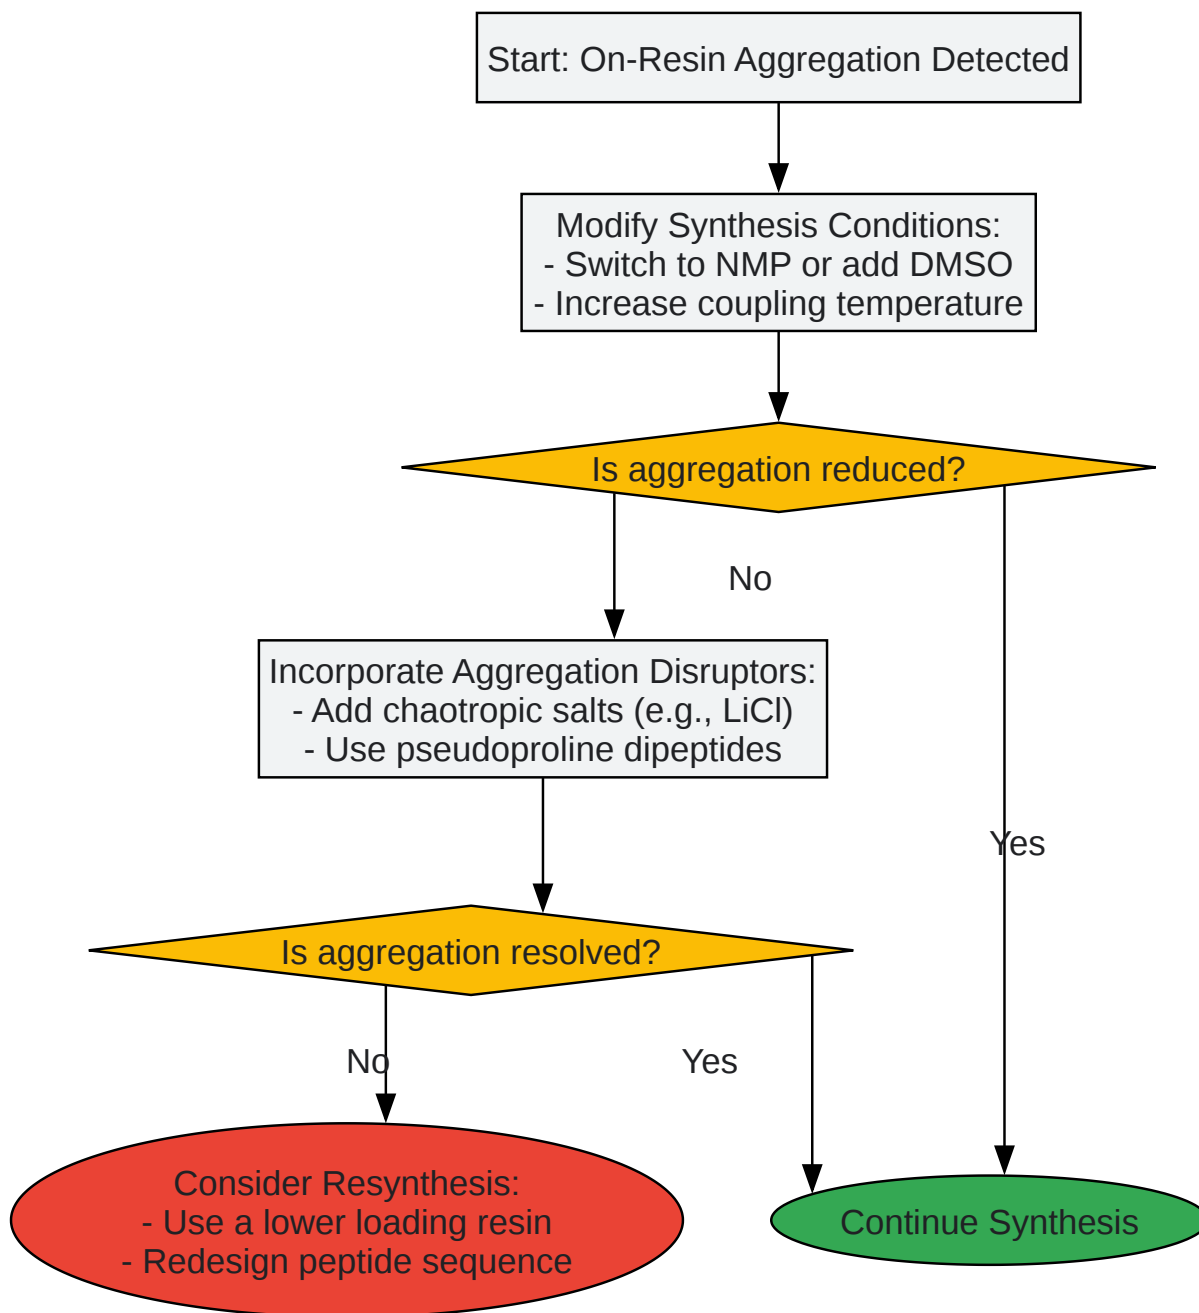 Start: On-Resin Aggregation Detected
Modify Synthesis Conditions:
- Switch to NMP or add DMSO
- Increase coupling temperature
Is aggregation reduced?
No
Incorporate Aggregation Disruptors:
- Add chaotropic salts (e.g., LiCl)
- Use pseudoproline dipeptides
Yes
Is aggregation resolved?
No
Yes
Consider Resynthesis:
- Use a lower loading resin
- Redesign peptide sequence
Continue Synthesis